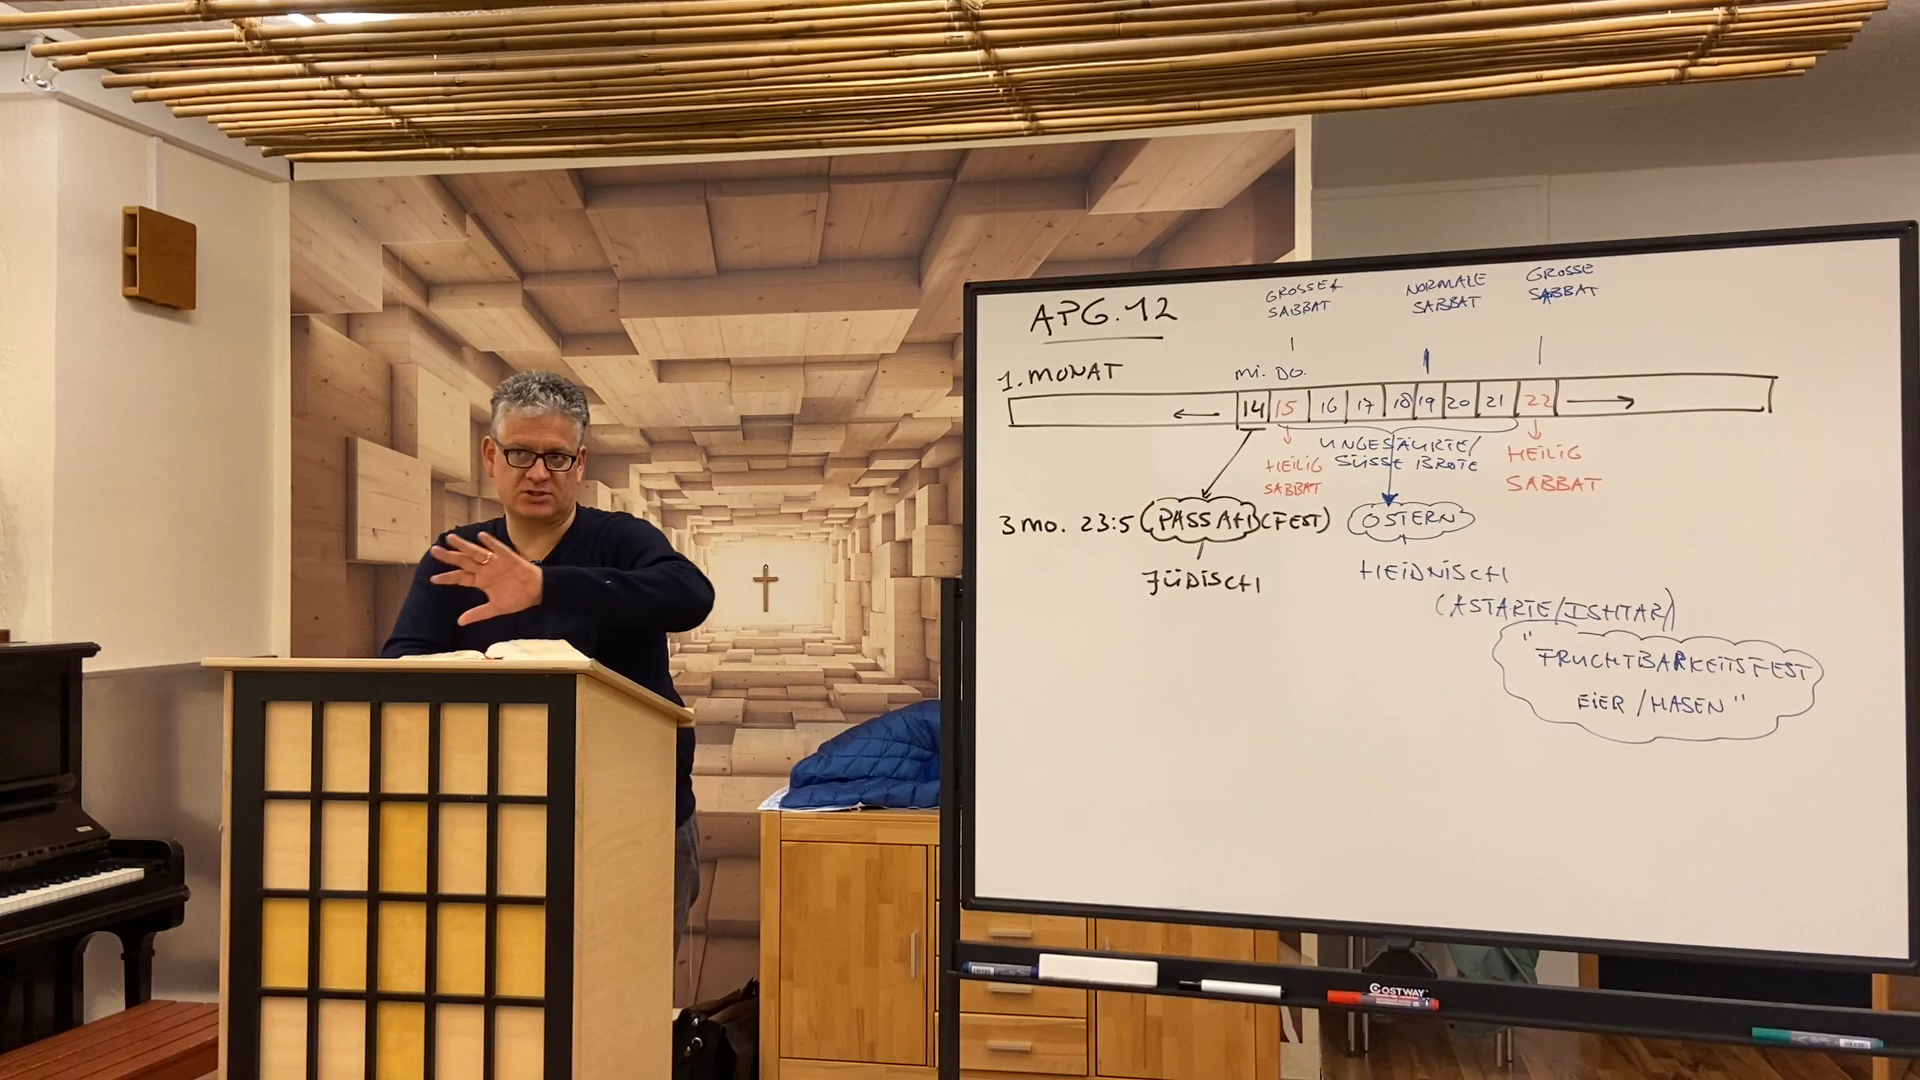 APG. 12
GROSSER SABBAT
NORMALE SABBAT
GROSSE SABBAT
1. MONAT
MI. DO.
14 15 16 17 18 19 20 21 22
UNGESÄURTE/
SÜSSE BROTE
HEILIG
SABBAT
HEILIG
SABBAT
3 MO. 23:5 (PASSAH (FEST)
OSTERN
JÜDISCH
HEIDNISCH
(ASTARTE/ISHTAR)
"FRUCHTBARKEITSFEST
EIER /HASEN"
COSTWAY